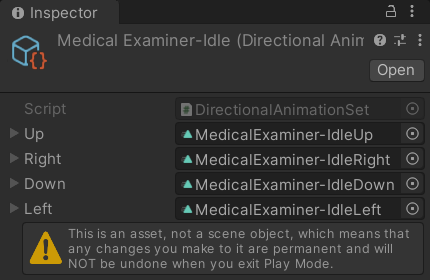 Inspector
Medical Examiner-Idle (Directional Anim
Open
Script DirectionalAnimationSet
Up MedicalExaminer-IdleUp
Right MedicalExaminer-IdleRight
Down MedicalExaminer-IdleDown
Left MedicalExaminer-IdleLeft
This is an asset, not a scene object, which means that
any changes you make to it are permanent and will
NOT be undone when you exit Play Mode.